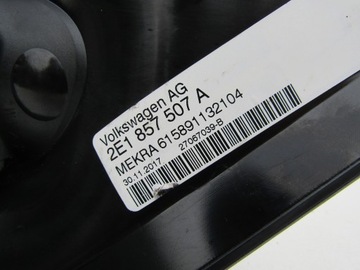 Volkswagen AG
2E1 857 507 A
MEKRA 615891132104
30.11.2017 27067039-B